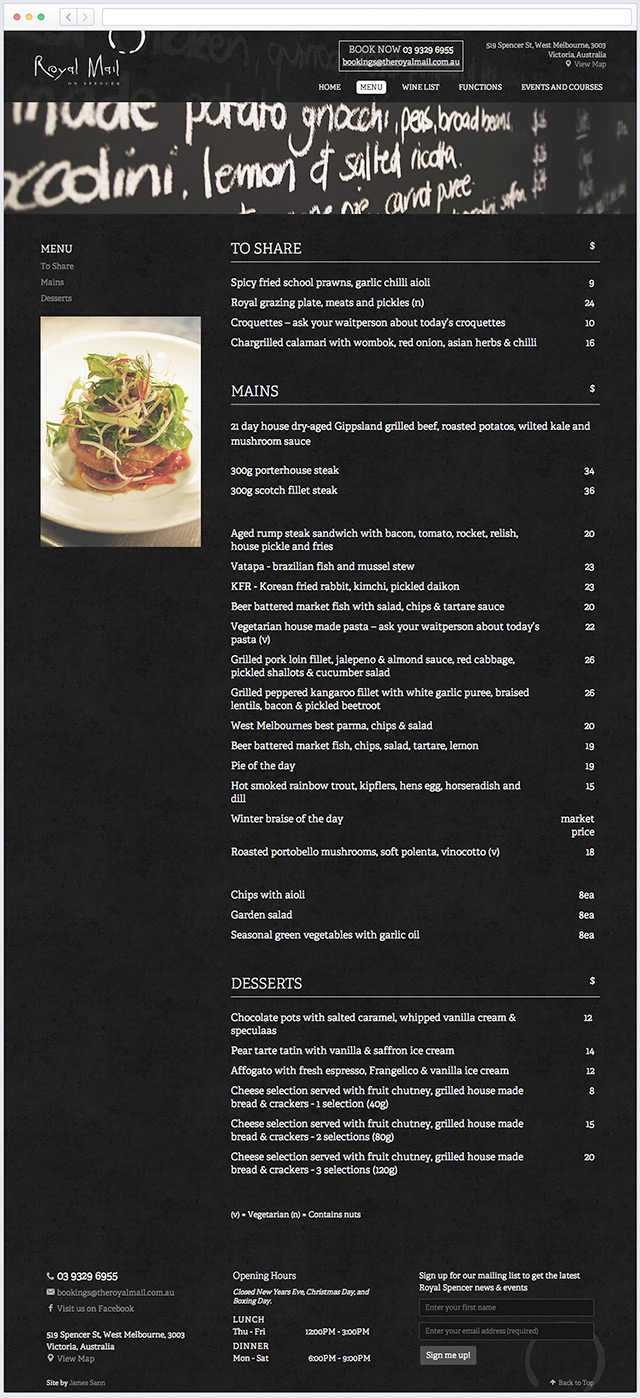 Royal Mail
ON SPENCER
BOOK NOW 03 9329 6955
bookings@theroyalmail.com.au
519 Spencer St, West Melbourne, 3003
Victoria, Australia
View Map
HOME MENU WINE LIST FUNCTIONS EVENTS AND COURSES
made potato gnocchi, peas, broad beans
lemon & salted ricotta.
carrot puree.
MENU
To Share
Mains
Desserts
TO SHARE $
Spicy fried school prawns, garlic chilli aioli 9
Royal grazing plate, meats and pickles (n) 24
Croquettes – ask your waitperson about today's croquettes 10
Chargrilled calamari with wombok, red onion, asian herbs & chilli 16
MAINS $
21 day house dry-aged Gippsland grilled beef, roasted potatos, wilted kale and
mushroom sauce
300g porterhouse steak 34
300g scotch fillet steak 36
Aged rump steak sandwich with bacon, tomato, rocket, relish, 20
house pickle and fries
Vatapa - brazilian fish and mussel stew 23
KFR - Korean fried rabbit, kimchi, pickled daikon 23
Beer battered market fish with salad, chips & tartare sauce 20
Vegetarian house made pasta – ask your waitperson about today's 22
pasta (v)
Grilled pork loin fillet, jalepeno & almond sauce, red cabbage, 26
pickled shallots & cucumber salad
Grilled peppered kangaroo fillet with white garlic puree, braised 26
lentils, bacon & pickled beetroot
West Melbournes best parma, chips & salad 20
Beer battered market fish, chips, salad, tartare, lemon 19
Pie of the day 19
Hot smoked rainbow trout, kipflers, hens egg, horseradish and 15
dill
Winter braise of the day market
price
Roasted portobello mushrooms, soft polenta, vinocotto (v) 18
Chips with aioli 8ea
Garden salad 8ea
Seasonal green vegetables with garlic oil 8ea
DESSERTS $
Chocolate pots with salted caramel, whipped vanilla cream & 12
speculaas
Pear tarte tatin with vanilla & saffron ice cream 14
Affogato with fresh espresso, Frangelico & vanilla ice cream 12
Cheese selection served with fruit chutney, grilled house made 8
bread & crackers - 1 selection (40g)
Cheese selection served with fruit chutney, grilled house made 15
bread & crackers - 2 selections (80g)
Cheese selection served with fruit chutney, grilled house made 20
bread & crackers - 3 selections (120g)
(v) = Vegetarian (n) = Contains nuts
03 9329 6955
bookings@theroyalmail.com.au
Visit us on Facebook
519 Spencer St, West Melbourne, 3003
Victoria, Australia
View Map
Site by James Sann
Opening Hours
Closed New Years Eve, Christmas Day, and
Boxing Day.
LUNCH
Thu - Fri 12:00PM - 3:00PM
DINNER
Mon - Sat 6:00PM - 9:00PM
Sign up for our mailing list to get the latest
Royal Spencer news & events
Enter your first name
Enter your email address (required)
Sign me up!
Back to Top